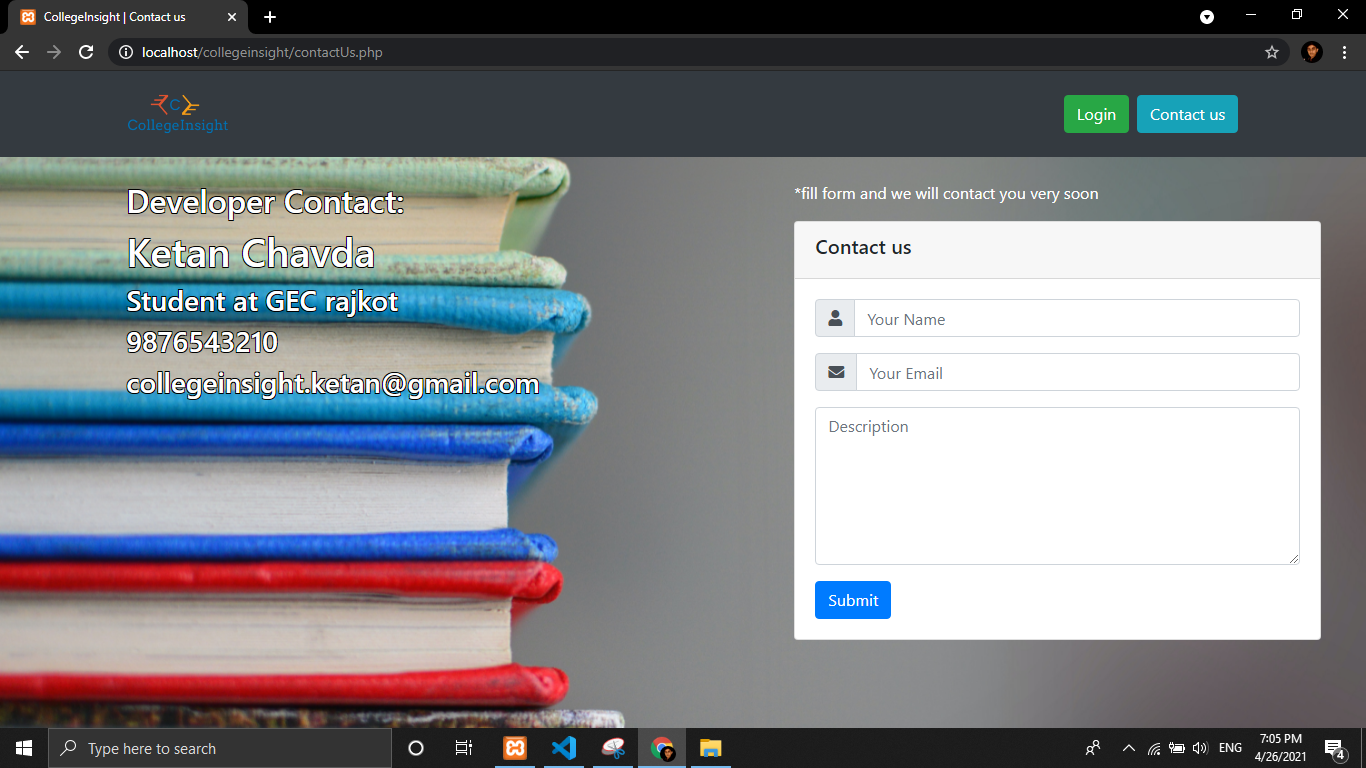 CollegeInsight | Contact us
localhost/collegeinsight/contactUs.php
C
CollegeInsight
Login
Contact us
Developer Contact:
Ketan Chavda
Student at GEC rajkot
9876543210
collegeinsight.ketan@gmail.com
*fill form and we will contact you very soon
Contact us
Your Name
Your Email
Description
Submit
Type here to search
ENG
7:05 PM
4/26/2021
4